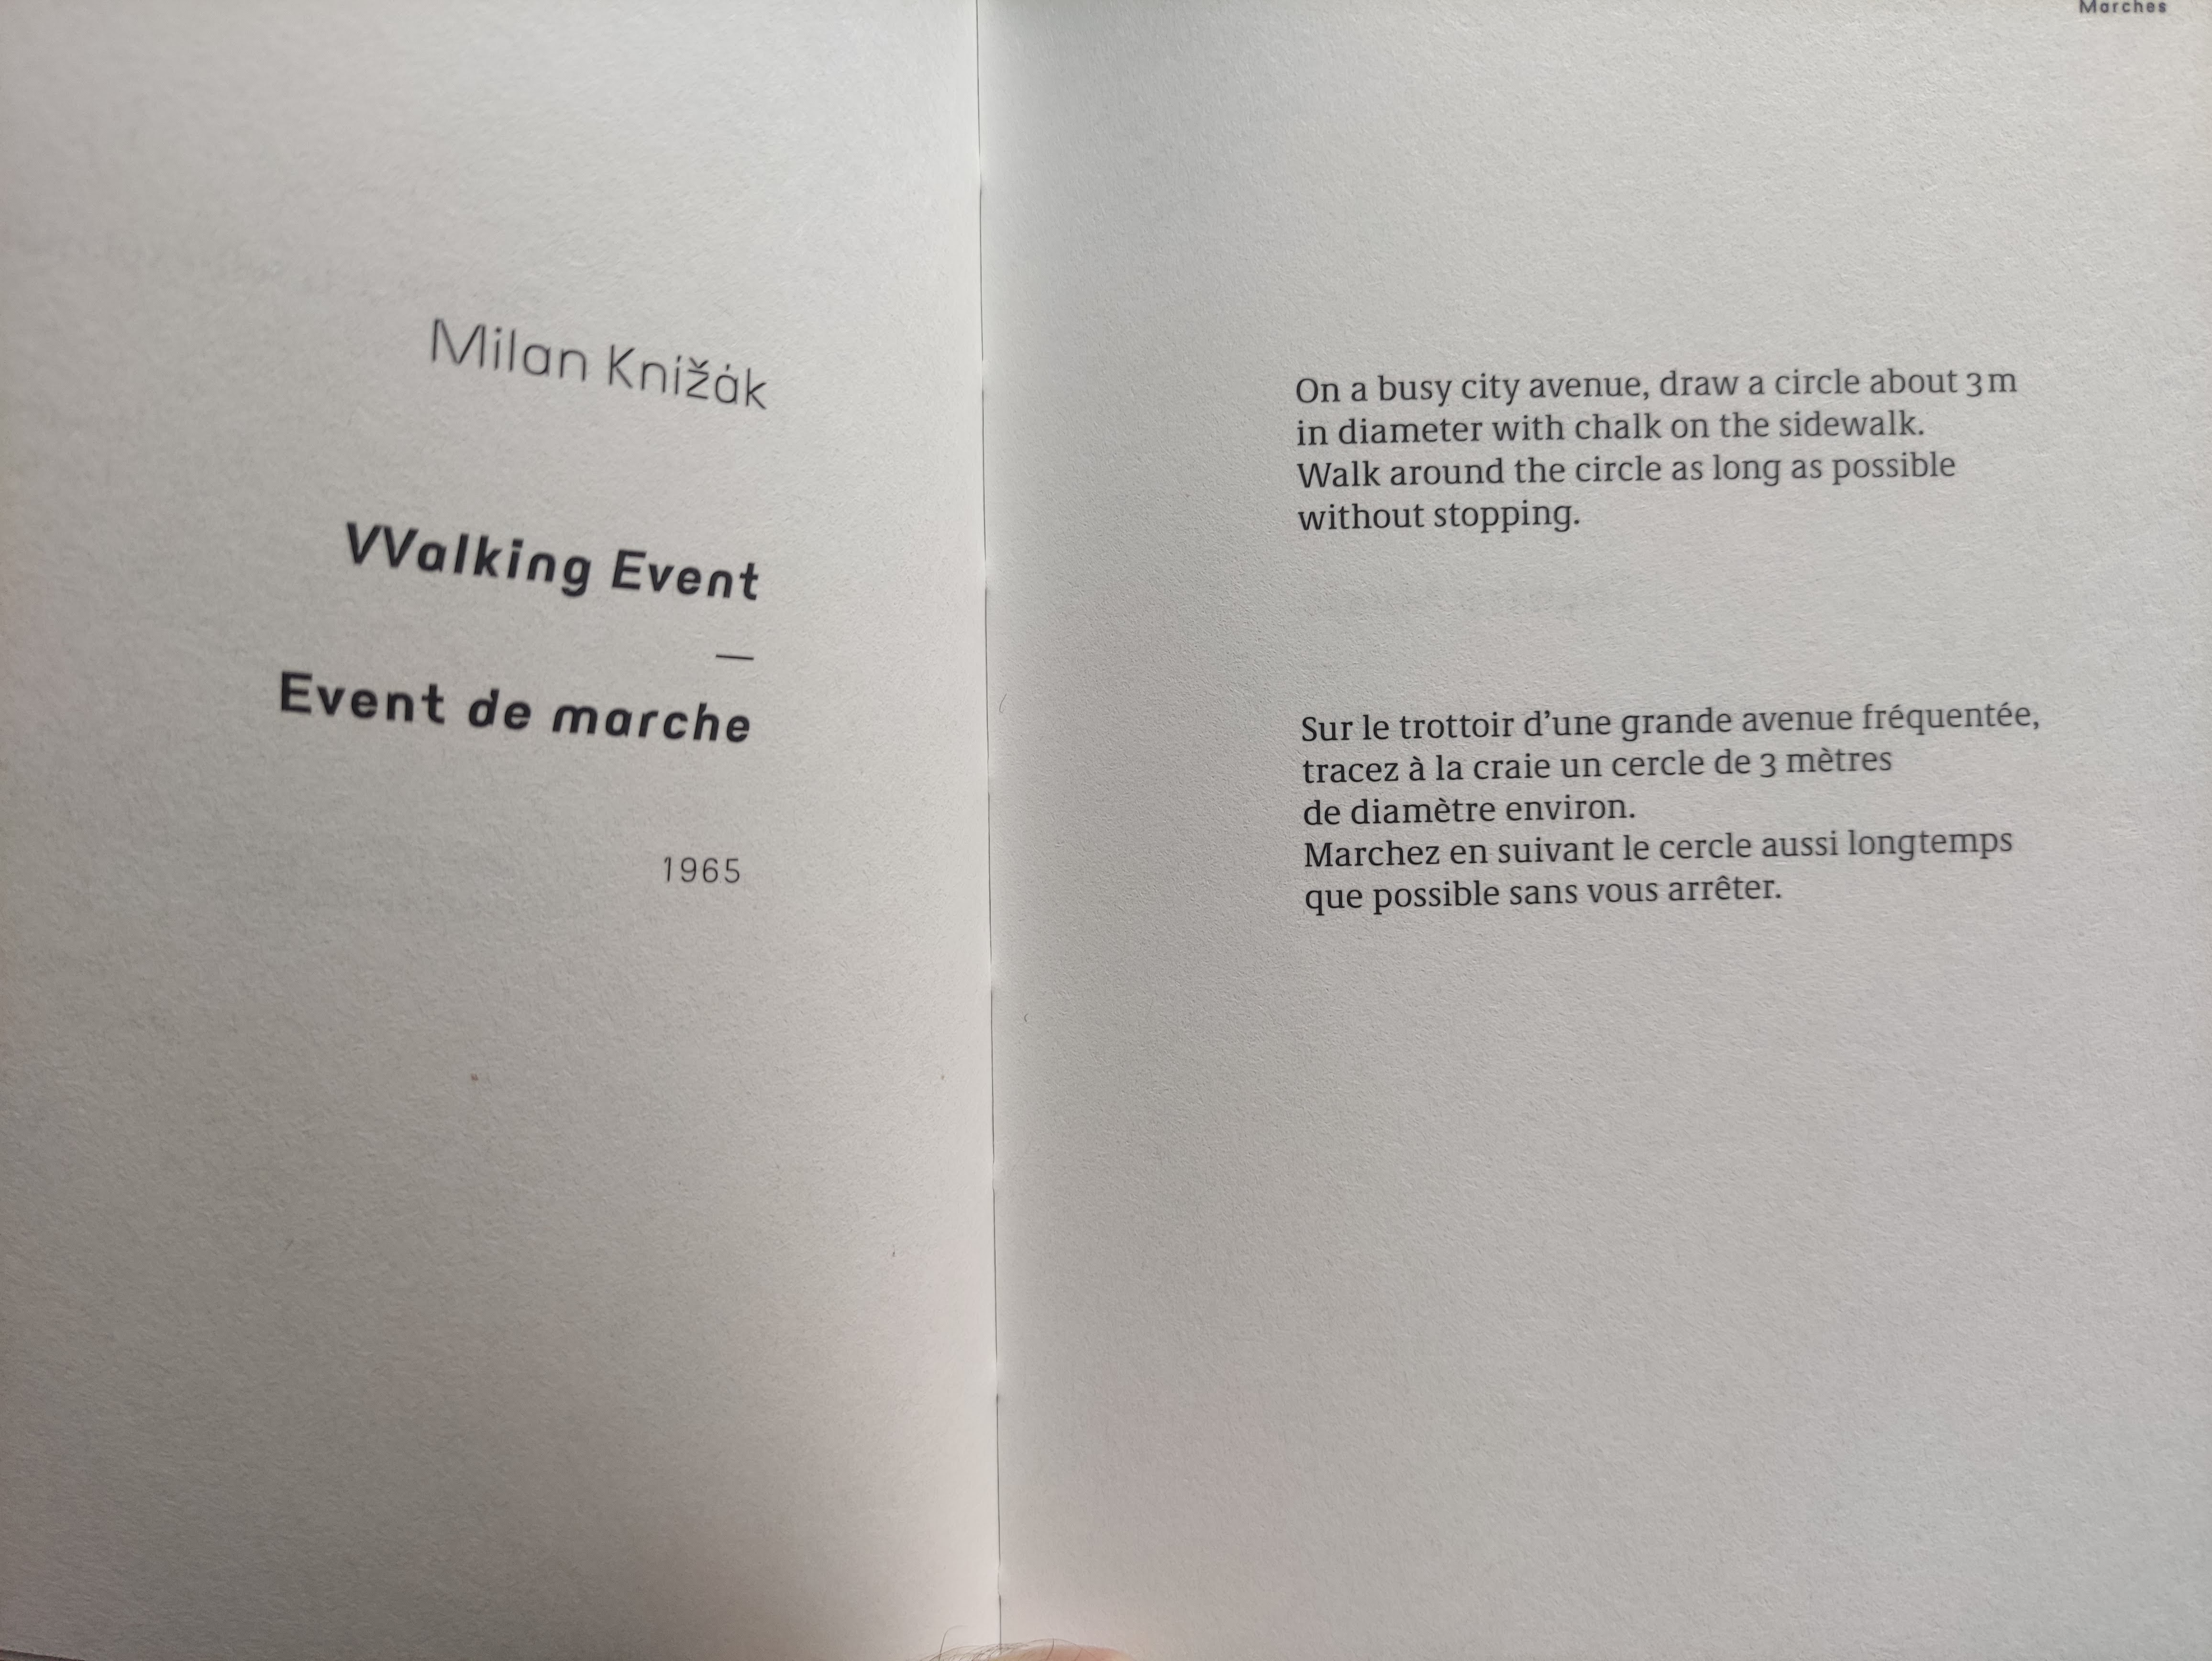 Milan Knižák
Walking Event
—
Event de marche
1965
Marches
On a busy city avenue, draw a circle about 3 m
in diameter with chalk on the sidewalk.
Walk around the circle as long as possible
without stopping.
Sur le trottoir d’une grande avenue fréquentée,
tracez à la craie un cercle de 3 mètres
de diamètre environ.
Marchez en suivant le cercle aussi longtemps
que possible sans vous arrêter.